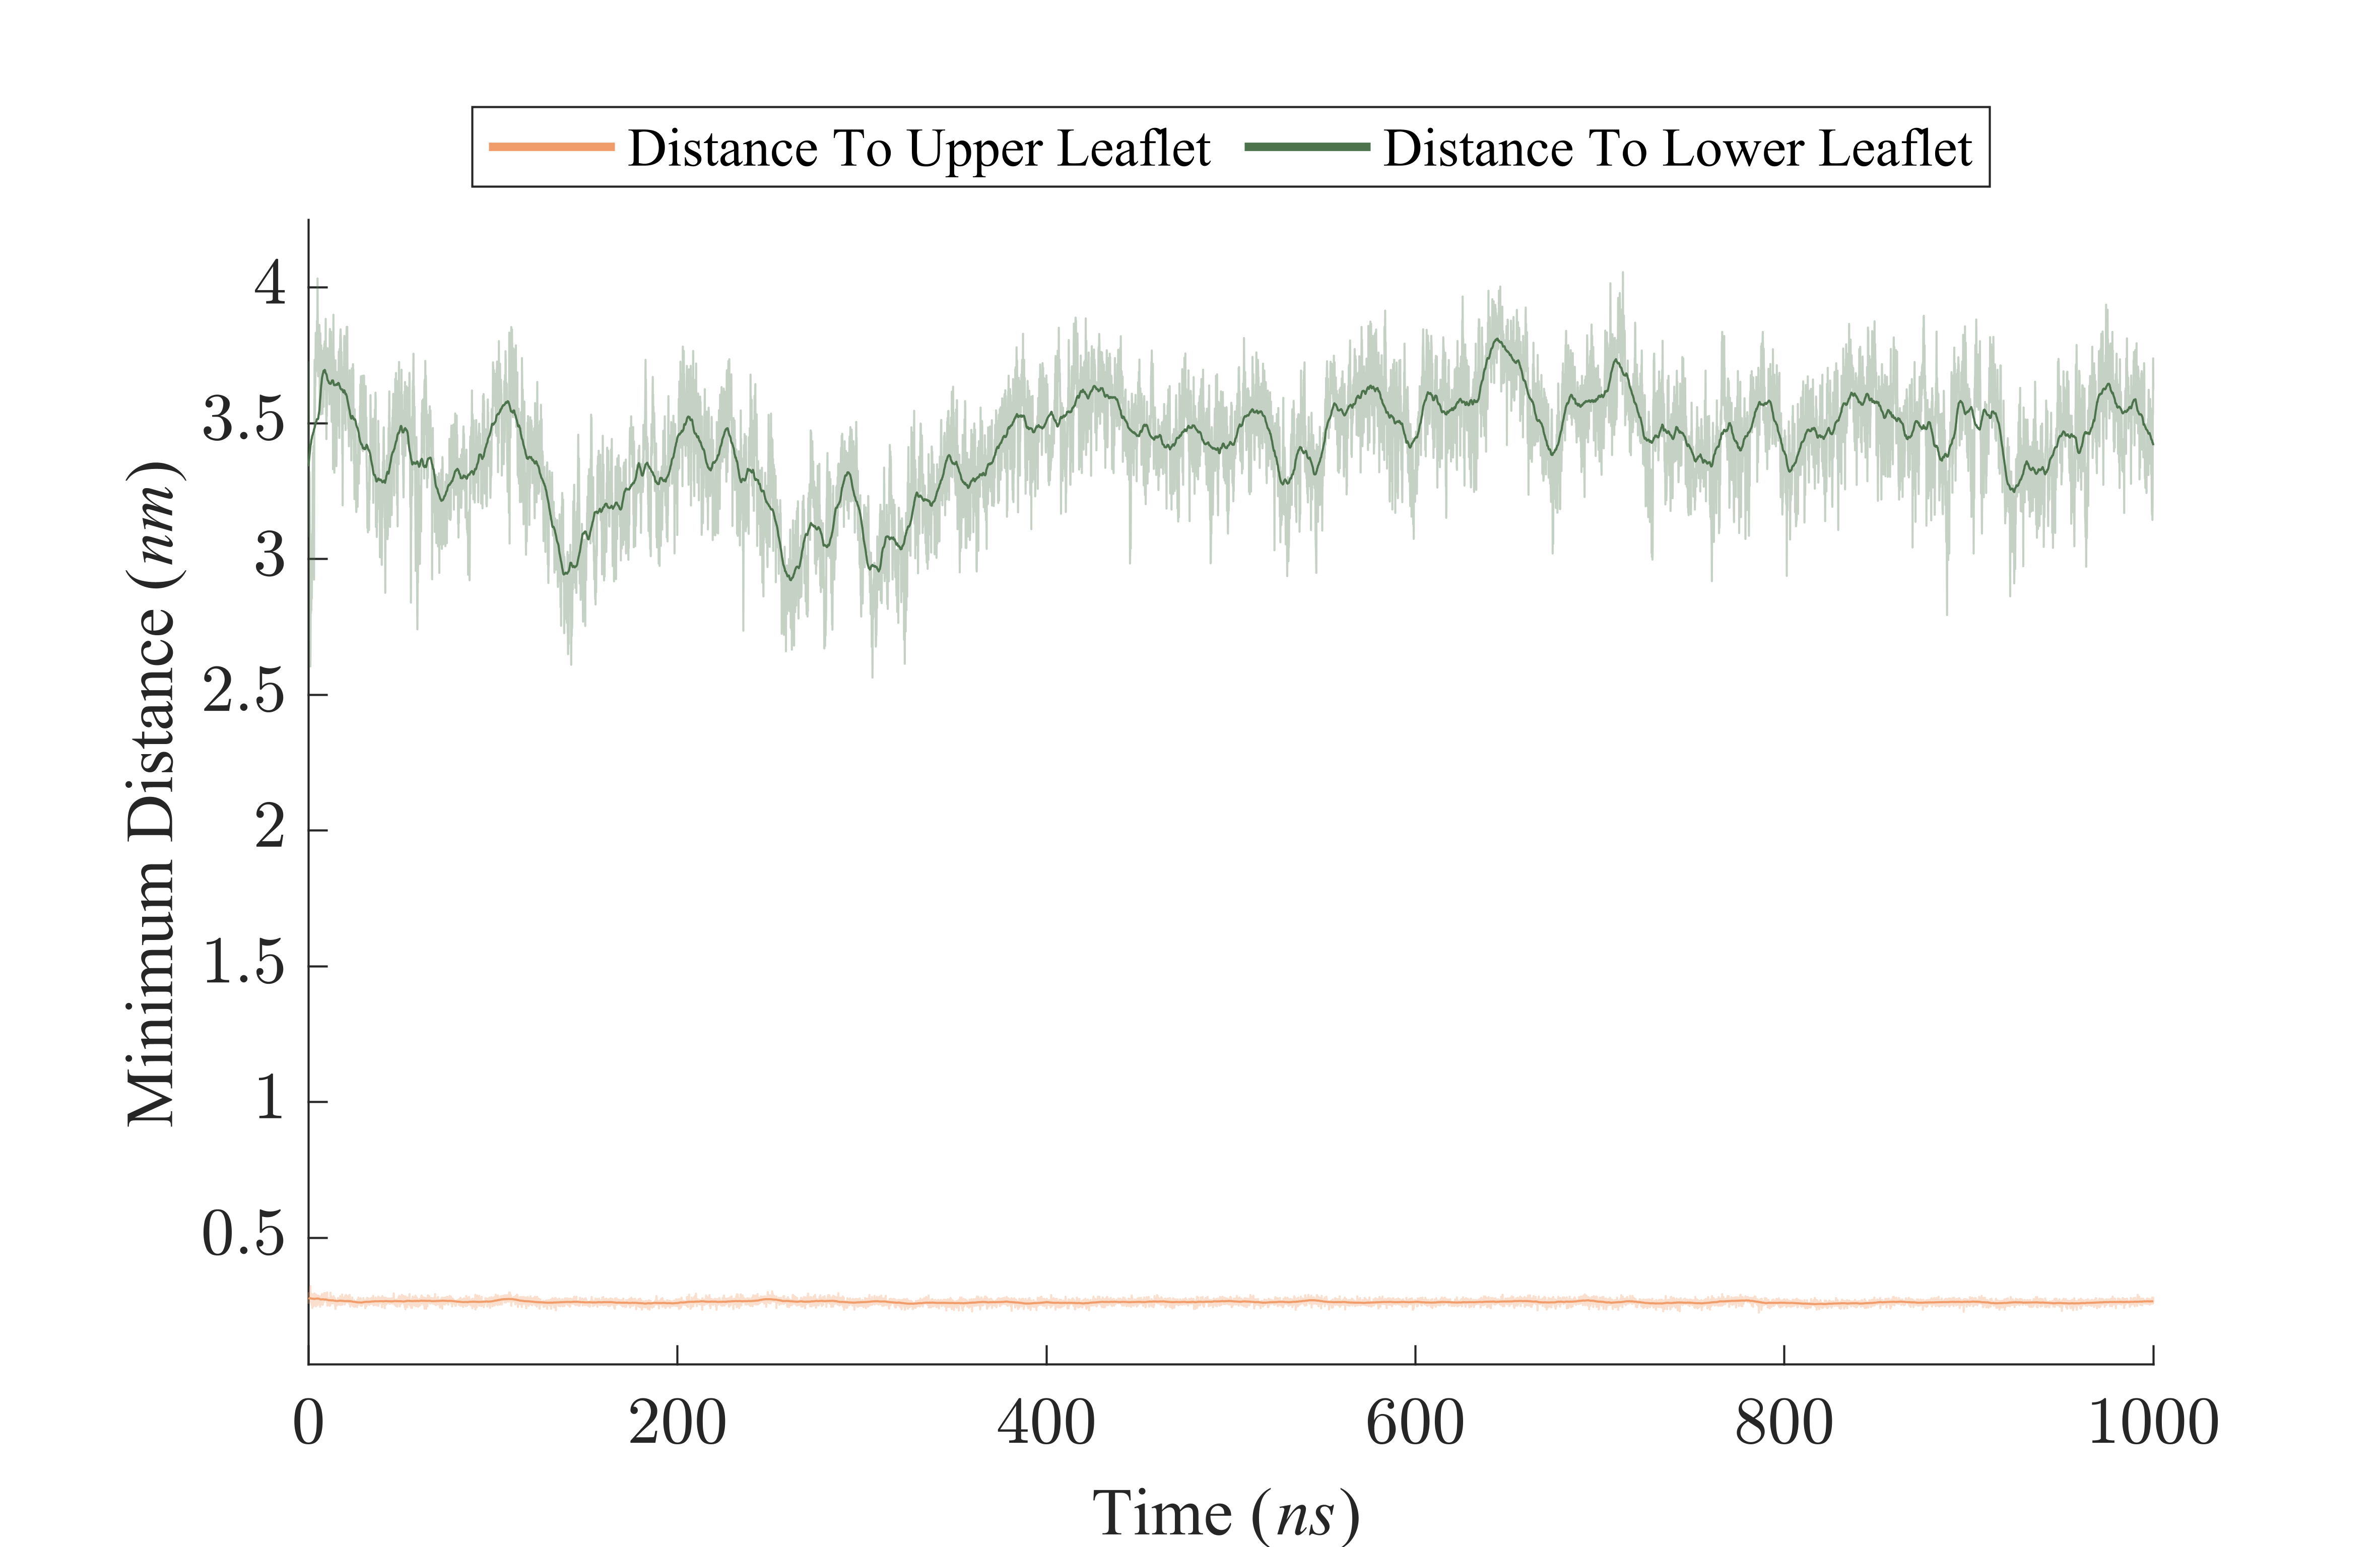 Distance To Upper Leaflet Distance To Lower Leaflet
4
3.5
3
2.5
2
1.5
1
0.5
Minimum Distance (nm)
0 200 400 600 800 1000
Time (ns)